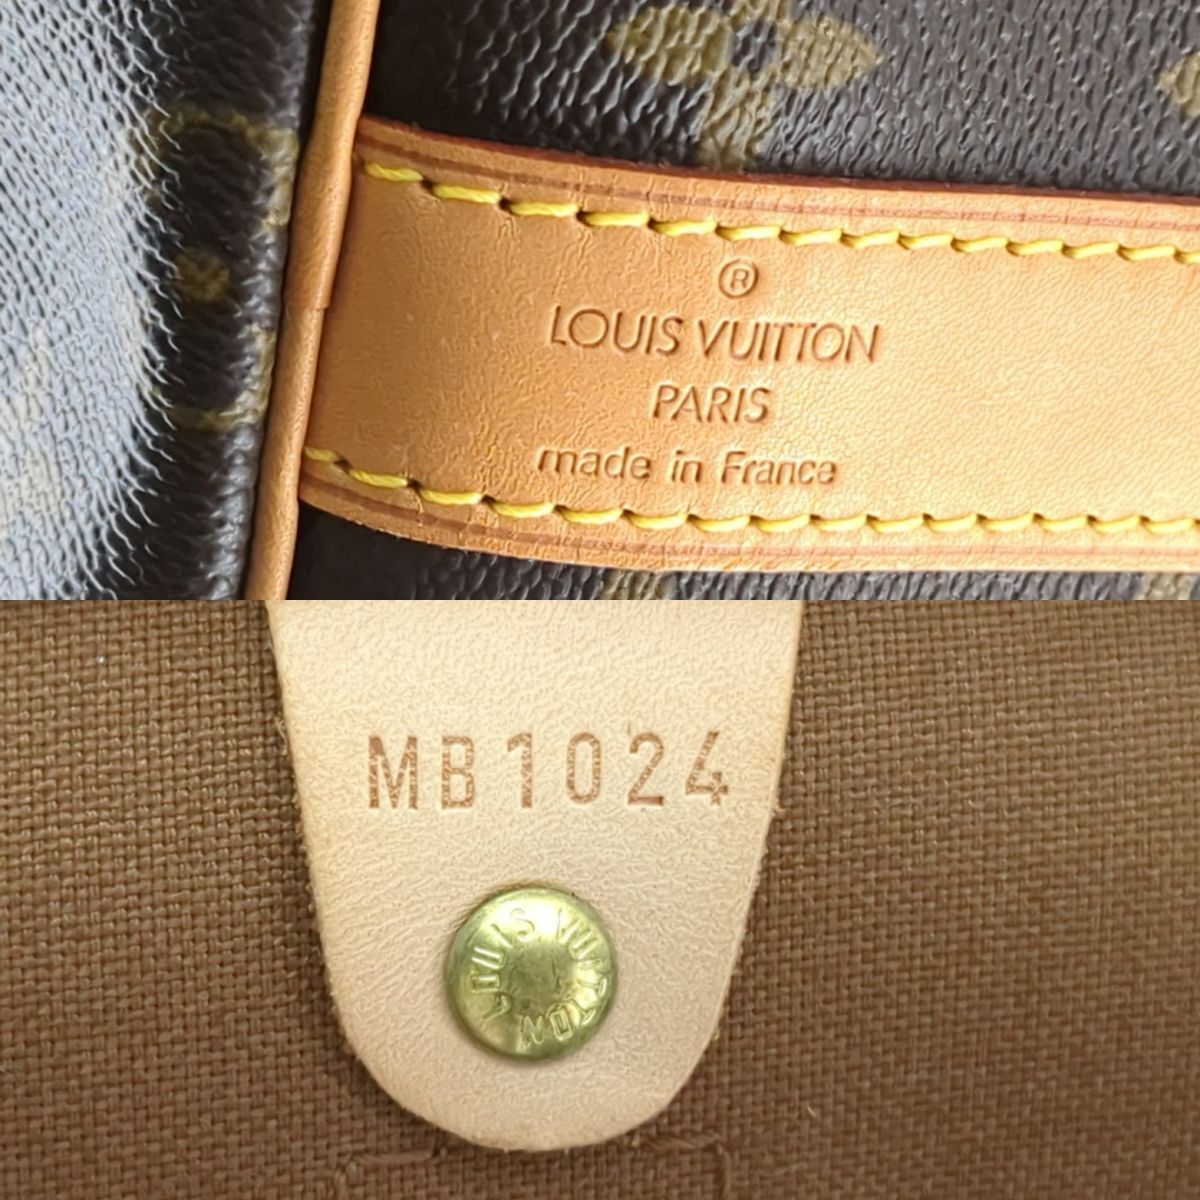 ®
LOUIS VUITTON
PARIS
made in France
MB1024
LOUIS VUITTON